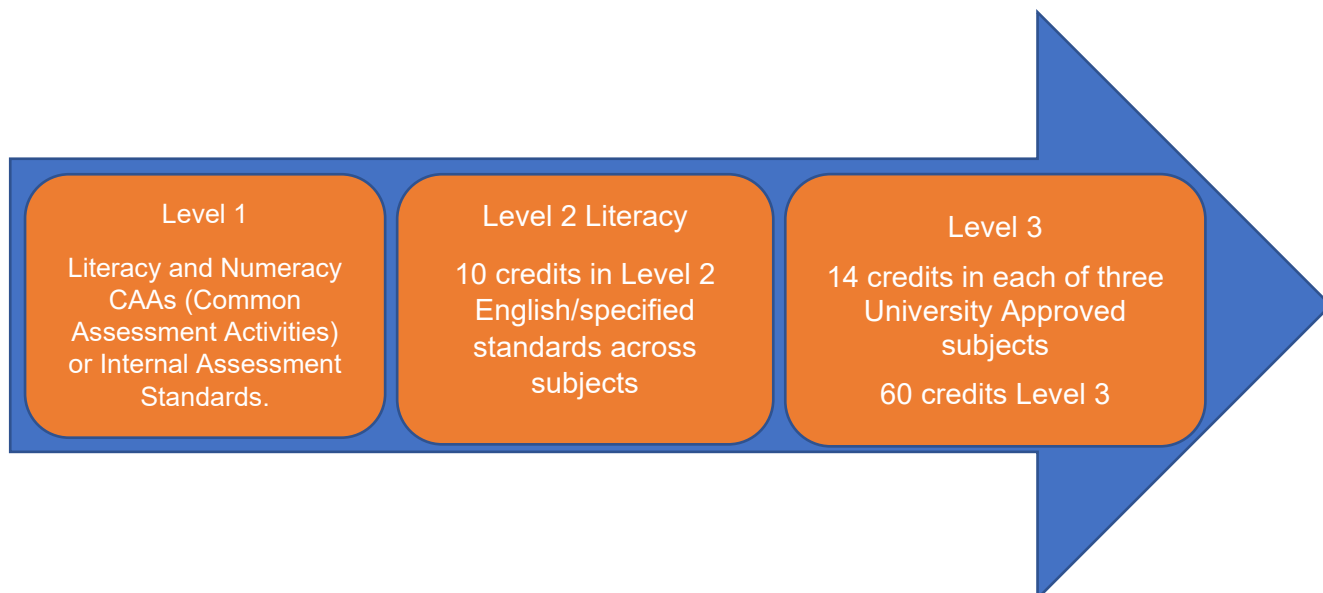 Level 1
Literacy and Numeracy
CAAs (Common
Assessment Activities)
or Internal Assessment
Standards.
Level 2 Literacy
10 credits in Level 2
English/specified
standards across
subjects
Level 3
14 credits in each of three
University Approved
subjects
60 credits Level 3